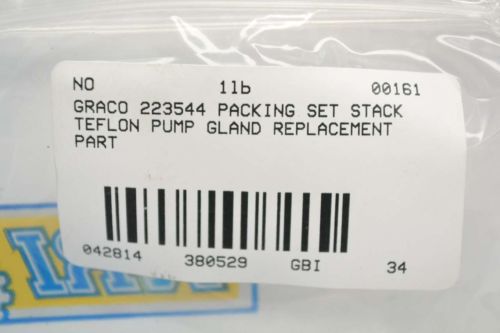 NO 11b 00161
GRACO 223544 PACKING SET STACK
TEFLON PUMP GLAND REPLACEMENT
PART
042814 380529 GBI 34